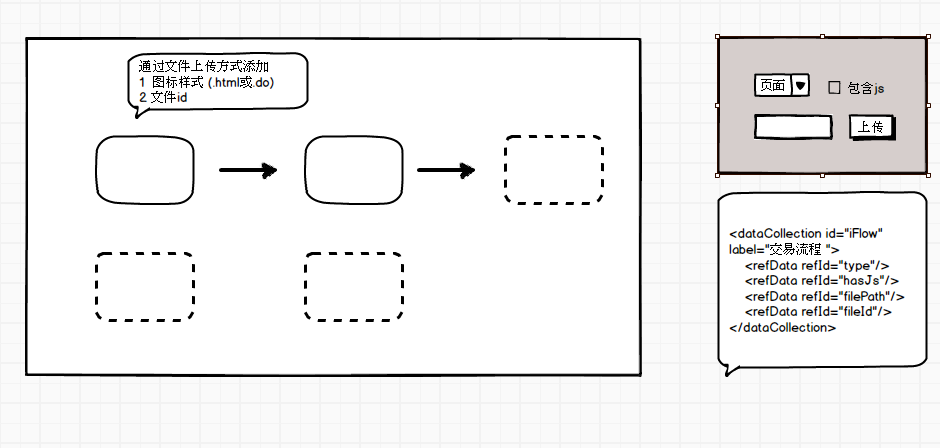 通过文件上传方式添加
1 图标样式 (.html或.do)
2 文件id
页面
包含js
上传
<dataCollection id="iFlow"
label="交易流程 ">
<refData refId="type"/>
<refData refId="hasJs"/>
<refData refId="filePath"/>
<refData refId="fileId"/>
</dataCollection>